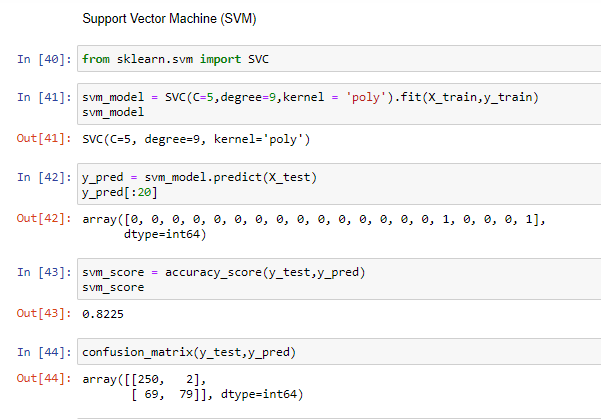 Support Vector Machine (SVM)
In [40]: from sklearn.svm import SVC
In [41]: svm_model = SVC(C=5,degree=9,kernel = 'poly').fit(X_train,y_train)
svm_model
Out[41]: SVC(C=5, degree=9, kernel='poly')
In [42]: y_pred = svm_model.predict(X_test)
y_pred[:20]
Out[42]: array([0, 0, 0, 0, 0, 0, 0, 0, 0, 0, 0, 0, 0, 0, 0, 1, 0, 0, 0, 1],
dtype=int64)
In [43]: svm_score = accuracy_score(y_test,y_pred)
svm_score
Out[43]: 0.8225
In [44]: confusion_matrix(y_test,y_pred)
Out[44]: array([[250,   2],
[ 69,  79]], dtype=int64)